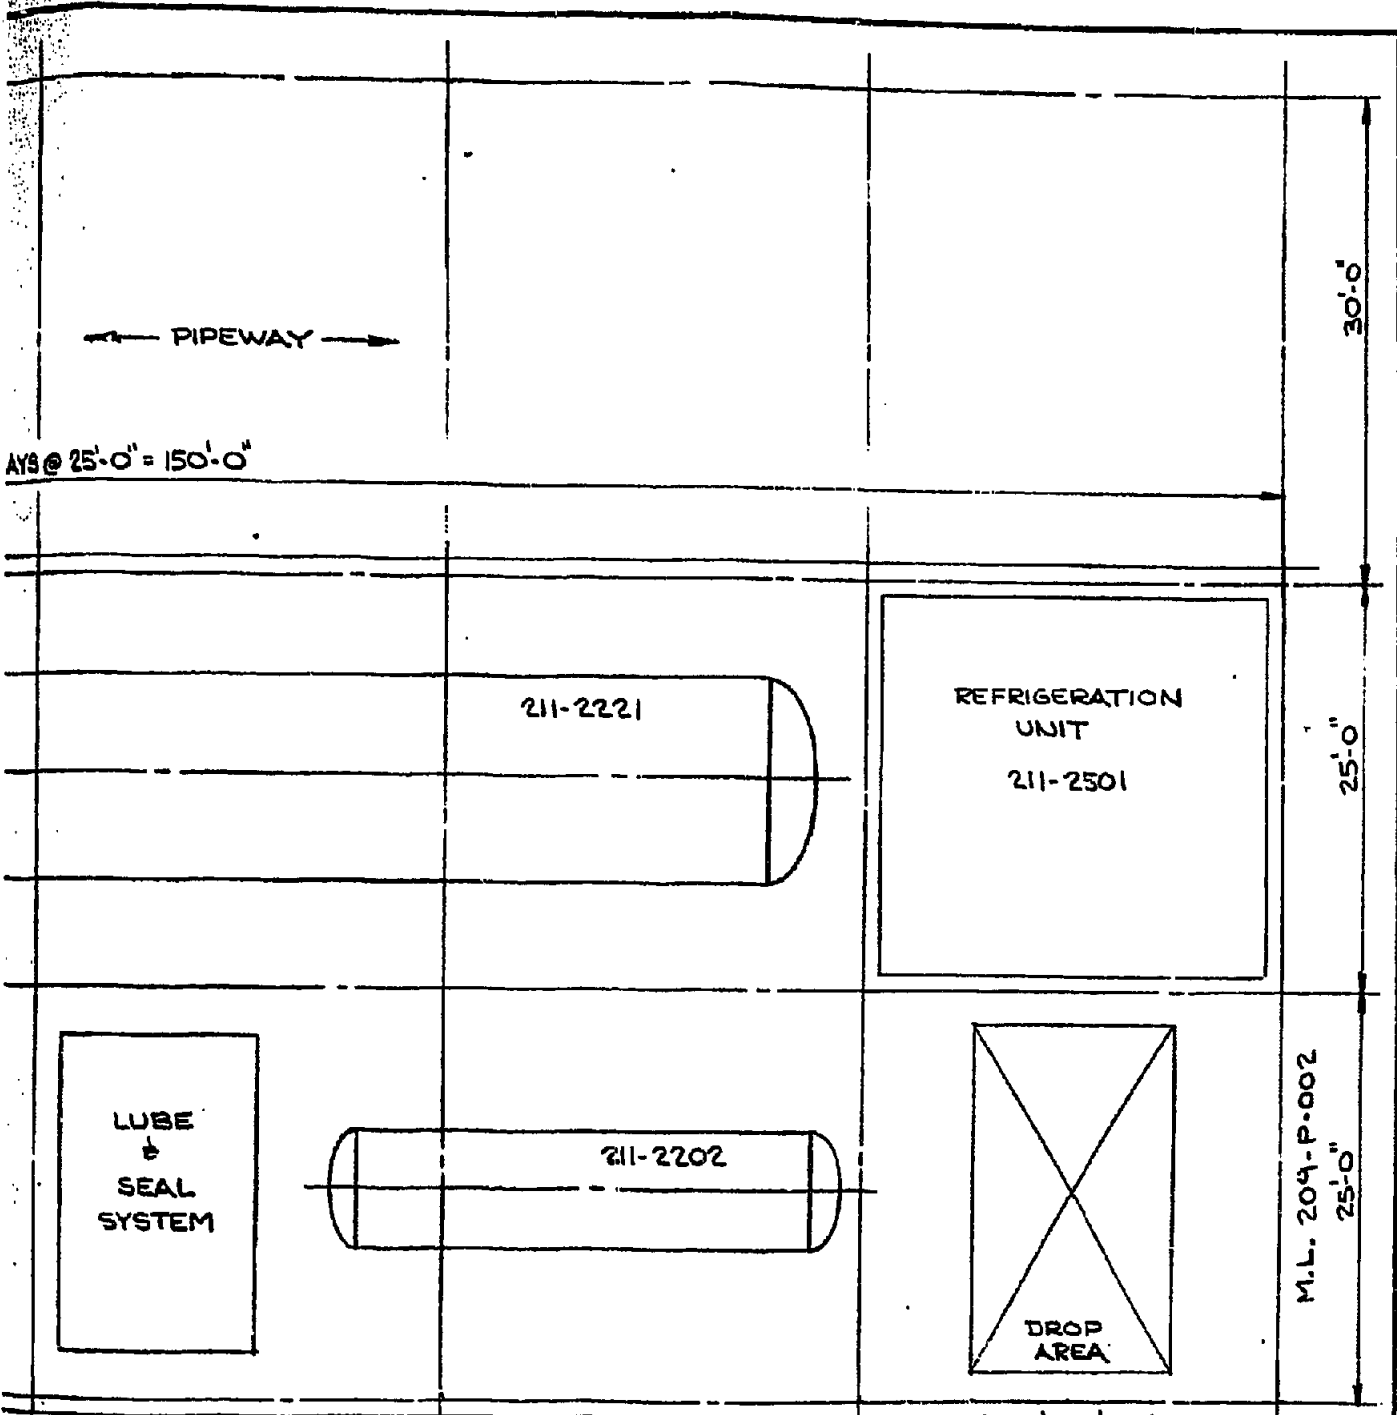 30'-0"
PIPEWAY
AYS @ 25'-0" = 150'-0"
211-2221
REFRIGERATION
UNIT
211-2501
25'-0"
LUBE
&
SEAL
SYSTEM
211-2202
DROP
AREA
M.L. 209-P-002
25'-0"